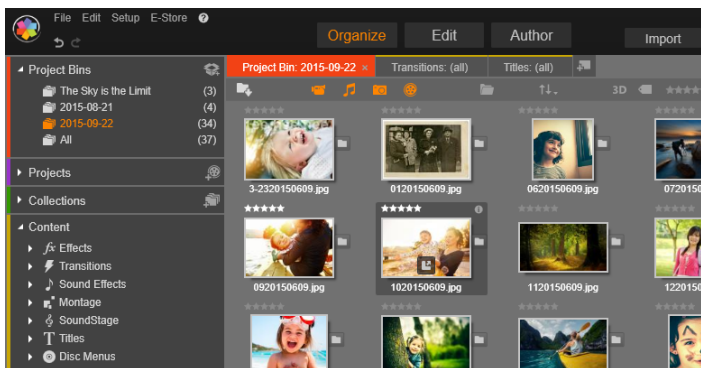 File Edit Setup E-Store ?
Organize Edit Author Import
Project Bins
The Sky is the Limit (3)
2015-08-21 (4)
2015-09-22 (34)
All (37)
Projects
Collections
Content
fx Effects
Transitions
Sound Effects
Montage
SoundStage
T Titles
Disc Menus
Project Bin: 2015-09-22 × Transitions: (all) Titles: (all)
3D
3-2320150609.jpg 0120150609.jpg 0620150609.jpg 0720150
0920150609.jpg 1020150609.jpg 1120150609.jpg 1220150